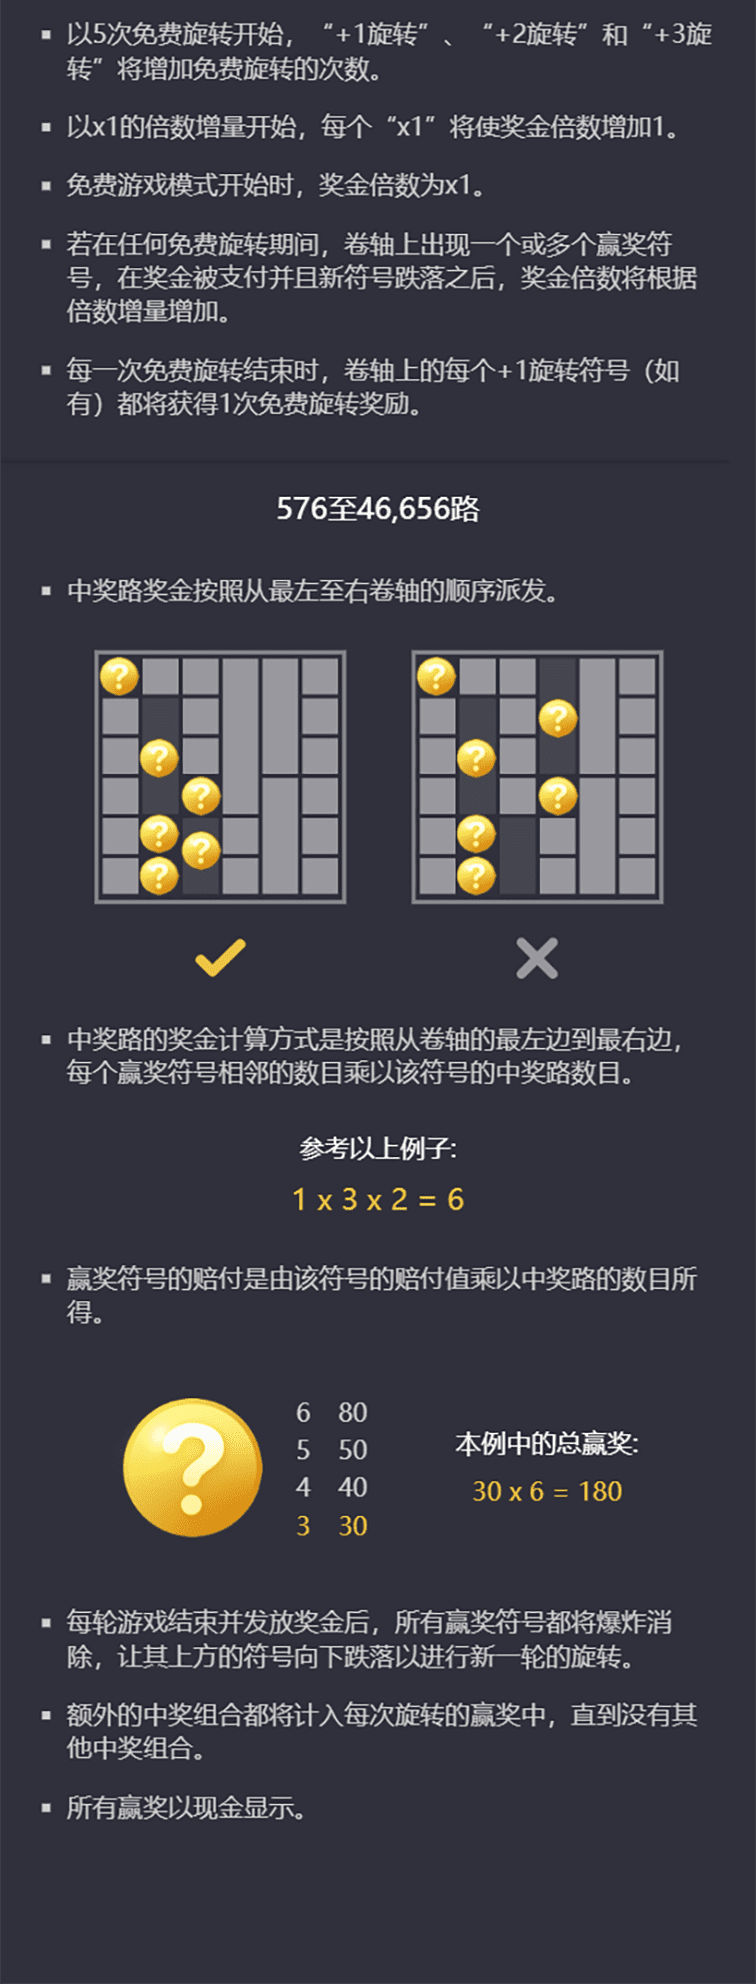 以5次免费旋转开始，“+1旋转”、“+2旋转”和“+3旋
转”将增加免费旋转的次数。
以x1的倍数增量开始，每个“x1”将使奖金倍数增加1。
免费游戏模式开始时，奖金倍数为x1。
若在任何免费旋转期间，卷轴上出现一个或多个赢奖符
号，在奖金被支付并且新符号跌落之后，奖金倍数将根据
倍数增量增加。
每一次免费旋转结束时，卷轴上的每个+1旋转符号（如
有）都将获得1次免费旋转奖励。
576至46,656路
中奖路奖金按照从最左至右卷轴的顺序派发。
中奖路的奖金计算方式是按照从卷轴的最左边到最右边，
每个赢奖符号相邻的数目乘以该符号的中奖路数目。
参考以上例子:
1 x 3 x 2 = 6
赢奖符号的赔付是由该符号的赔付值乘以中奖路的数目所
得。
6 80
5 50
4 40
3 30
本例中的总赢奖:
30 x 6 = 180
每轮游戏结束并发放奖金后，所有赢奖符号都将爆炸消
除，让其上方的符号向下跌落以进行新一轮的旋转。
额外的中奖组合都将计入每次旋转的赢奖中，直到没有其
他中奖组合。
所有赢奖以现金显示。